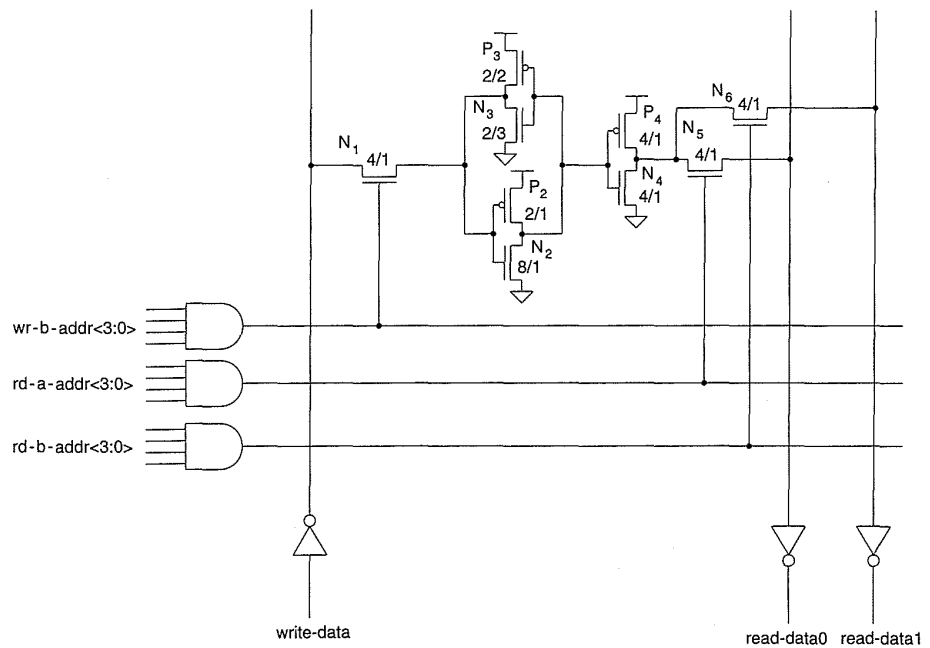 P3
2/2
N3
2/3
N1
4/1
P4
4/1
N6
4/1
N5
4/1
N4
4/1
P2
2/1
N2
8/1
wr-b-addr<3:0>
rd-a-addr<3:0>
rd-b-addr<3:0>
write-data
read-data0
read-data1